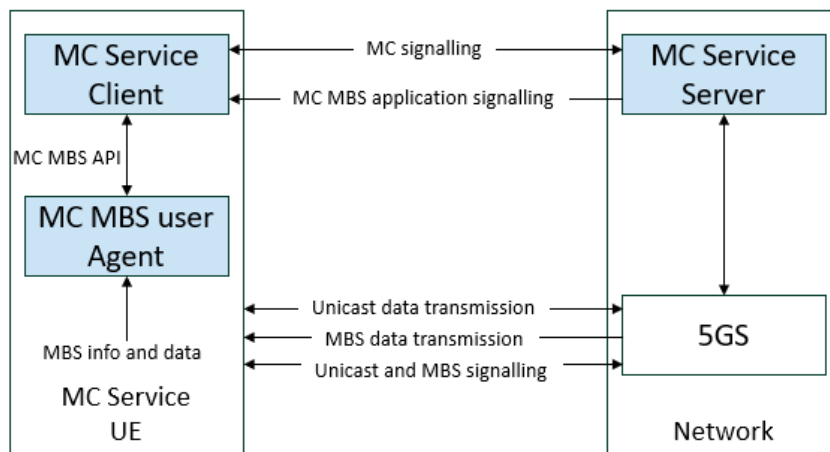 MC Service
Client
MC signalling
MC MBS application signalling
MC Service
Server
MC MBS API
MC MBS user
Agent
Unicast data transmission
MBS data transmission
Unicast and MBS signalling
5GS
MBS info and data
MC Service
UE
Network